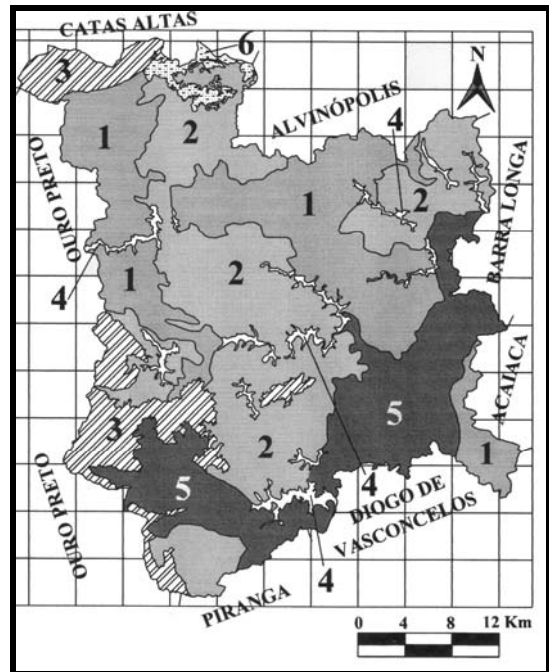 CATAS ALTAS
6
3
N
ALVINÓPOLIS
4
1
2
2
OURO PRETO
1
BARRA LONGA
2
4
1
4
ACAIACA
5
3
2
1
5
4
DIOGO DE
VASCONCELOS
OURO PRETO
4
PIRANGA
0 4 8 12 Km